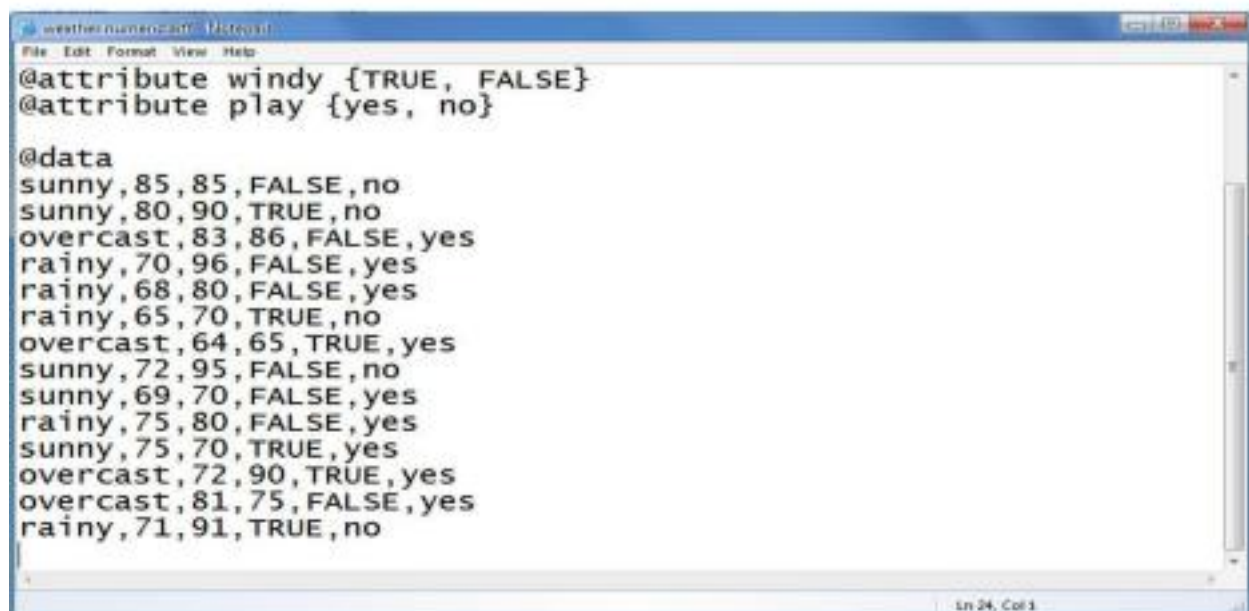 weather.numeric.arff - Notepad
File Edit Format View Help
@attribute windy {TRUE, FALSE}
@attribute play {yes, no}
@data
sunny,85,85,FALSE,no
sunny,80,90,TRUE,no
overcast,83,86,FALSE,yes
rainy,70,96,FALSE,yes
rainy,68,80,FALSE,yes
rainy,65,70,TRUE,no
overcast,64,65,TRUE,yes
sunny,72,95,FALSE,no
sunny,69,70,FALSE,yes
rainy,75,80,FALSE,yes
sunny,75,70,TRUE,yes
overcast,72,90,TRUE,yes
overcast,81,75,FALSE,yes
rainy,71,91,TRUE,no
Ln 24, Col 1